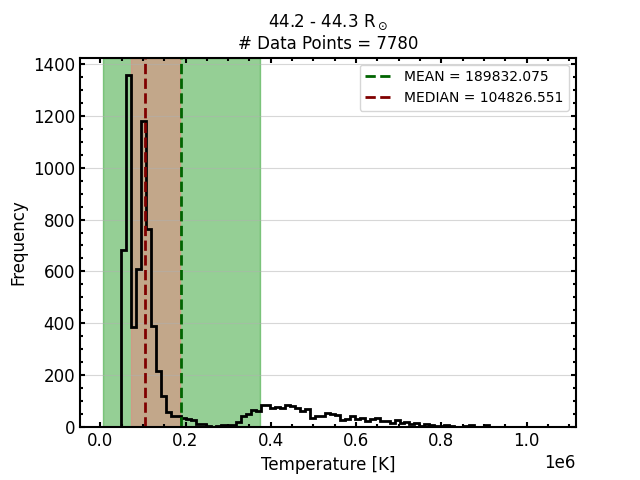 44.2 - 44.3 R⊙
# Data Points = 7780
MEAN = 189832.075
MEDIAN = 104826.551
Frequency
1400
1200
1000
800
600
400
200
0
0.0 0.2 0.4 0.6 0.8 1.0
1e6
Temperature [K]